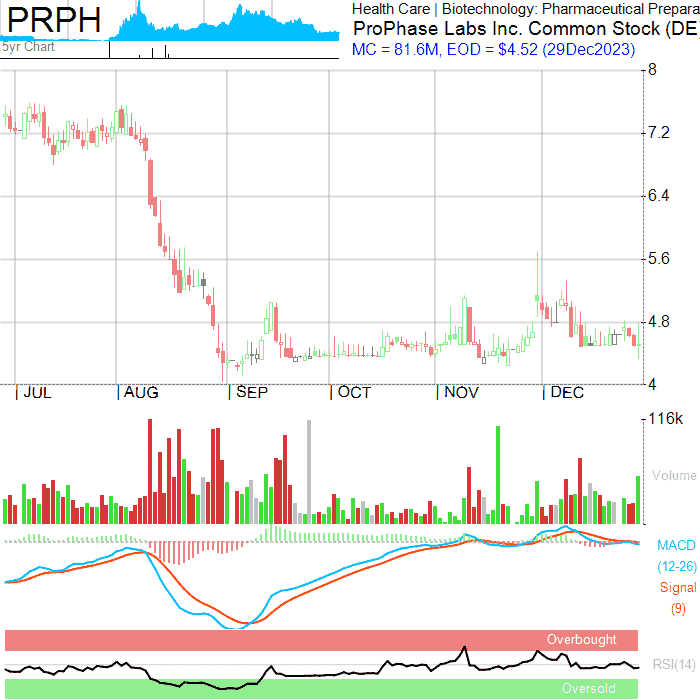 PRPH
5yr Chart
Health Care | Biotechnology: Pharmaceutical Prepara
ProPhase Labs Inc. Common Stock (DE
MC = 81.6M, EOD = $4.52 (29Dec2023)
8
7.2
6.4
5.6
4.8
4
JUL AUG SEP OCT NOV DEC
116k
Volume
MACD
(12-26)
Signal
(9)
Overbought
RSI(14)
Oversold